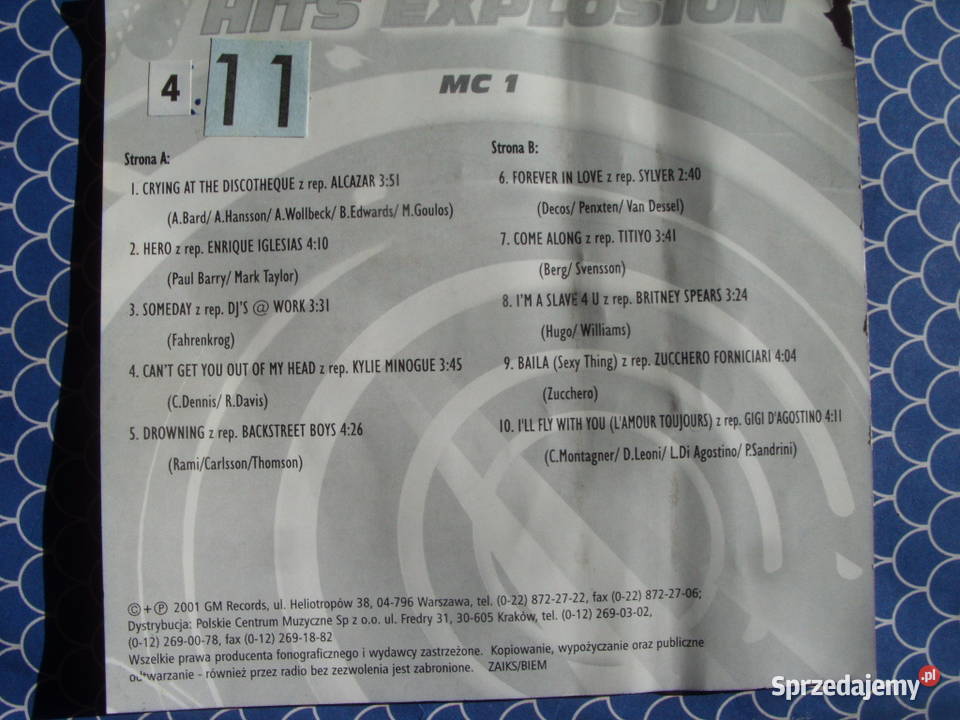 HITS EXPLOSION
4.
11
MC 1
Strona A:
1. CRYING AT THE DISCOTHEQUE z rep. ALCAZAR 3:51
(A.Bard/ A.Hansson/ A.Wollbeck/ B.Edwards/ M.Goulos)
2. HERO z rep. ENRIQUE IGLESIAS 4:10
(Paul Barry/ Mark Taylor)
3. SOMEDAY z rep. DJ'S @ WORK 3:31
(Fahrenkrog)
4. CAN'T GET YOU OUT OF MY HEAD z rep. KYLIE MINOGUE 3:45
(C.Dennis/ R.Davis)
5. DROWNING z rep. BACKSTREET BOYS 4:26
(Rami/Carlsson/Thomson)
Strona B:
6. FOREVER IN LOVE z rep. SYLVER 2:40
(Decos/ Penxten/ Van Dessel)
7. COME ALONG z rep. TITIYO 3:41
(Berg/ Svensson)
8. I'M A SLAVE 4 U z rep. BRITNEY SPEARS 3:24
(Hugo/ Williams)
9. BAILA (Sexy Thing) z rep. ZUCCHERO FORNICIARI 4:04
(Zucchero)
10. I'LL FLY WITH YOU (L'AMOUR TOUJOURS) z rep. GIGI D'AGOSTINO 4:11
(C.Montagner/ D.Leoni/ L.Di Agostino/ P.Sandrini)
©+℗ 2001 GM Records, ul. Heliotropów 38, 04-796 Warszawa, tel. (0-22) 872-27-22, fax (0-22) 872-27-06;
Dystrybucja: Polskie Centrum Muzyczne Sp z o.o. ul. Fredry 31, 30-605 Kraków, tel. (0-12) 269-03-02,
(0-12) 269-00-78, fax (0-12) 269-18-82
Wszelkie prawa producenta fonograficznego i wydawcy zastrzeżone. Kopiowanie, wypożyczanie oraz publiczne
odtwarzanie - również przez radio bez zezwolenia jest zabronione. ZAIKS/BIEM
Sprzedajemy.pl